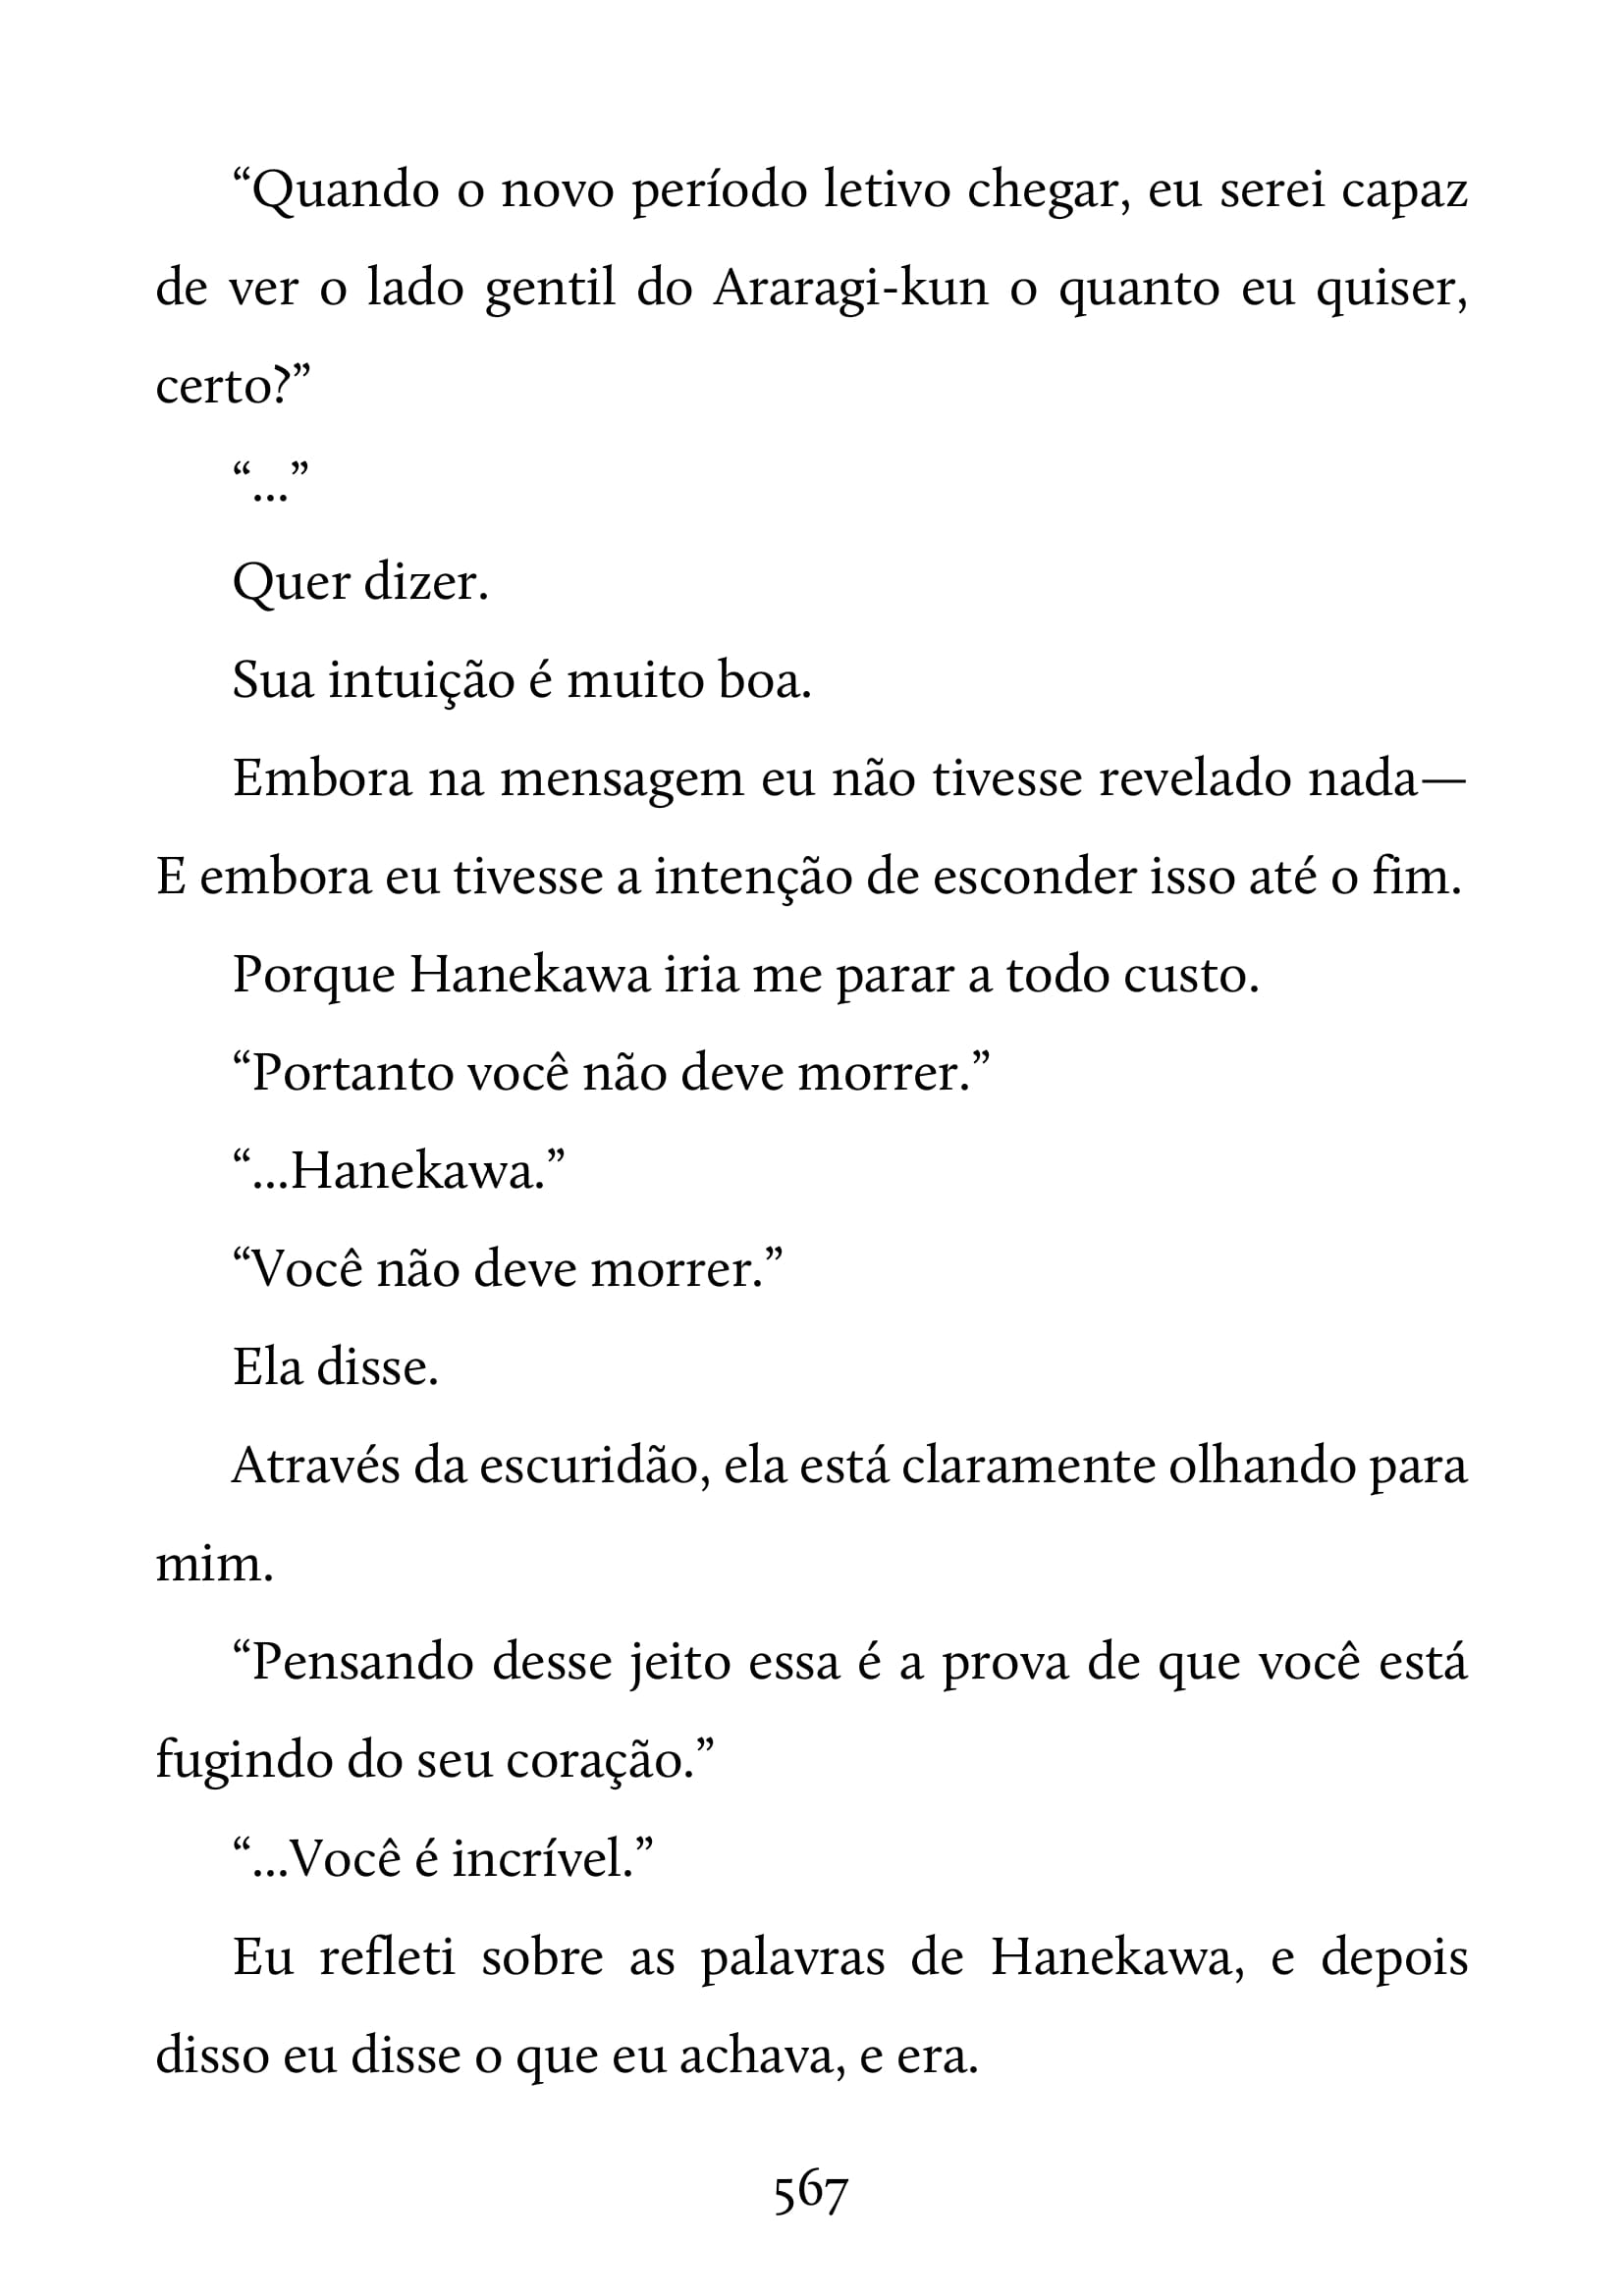 “Quando o novo período letivo chegar, eu serei capaz
de ver o lado gentil do Araragi-kun o quanto eu quiser,
certo?”
“...”
Quer dizer.
Sua intuição é muito boa.
Embora na mensagem eu não tivesse revelado nada—
E embora eu tivesse a intenção de esconder isso até o fim.
Porque Hanekawa iria me parar a todo custo.
“Portanto você não deve morrer.”
“...Hanekawa.”
“Você não deve morrer.”
Ela disse.
Através da escuridão, ela está claramente olhando para
mim.
“Pensando desse jeito essa é a prova de que você está
fugindo do seu coração.”
“...Você é incrível.”
Eu refleti sobre as palavras de Hanekawa, e depois
disso eu disse o que eu achava, e era.
567